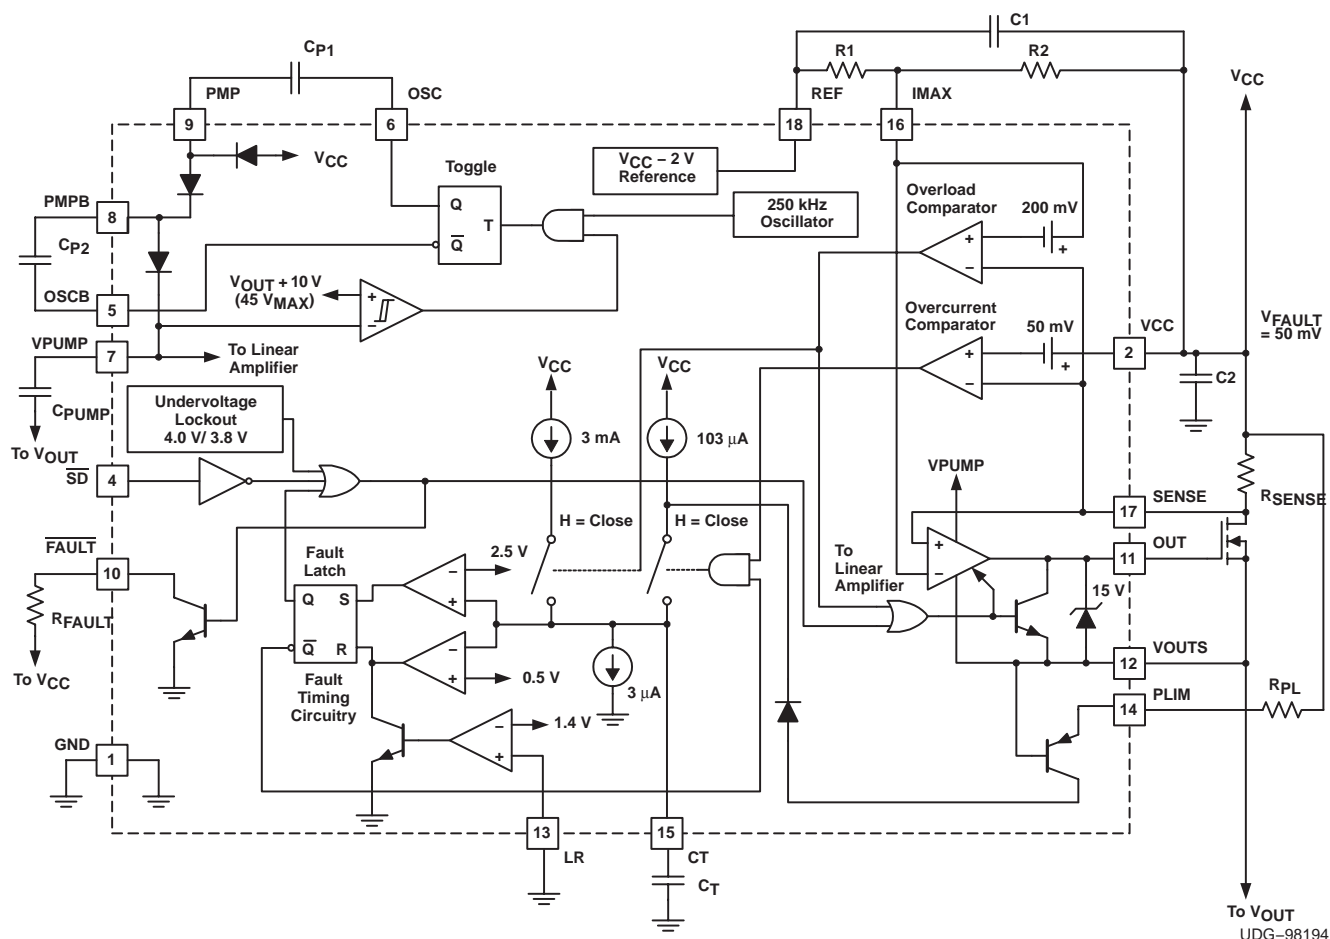 C1
CP1
R1
R2
VCC
PMP
OSC
REF
IMAX
9
6
18
16
VCC
VCC – 2 V
Reference
Toggle
Overload
Comparator
200 mV
PMPB
8
Q
T
Q
250 kHz
Oscillator
+
–
+
CP2
OSCB
5
VOUT + 10 V
(45 VMAX)
+
–
Overcurrent
Comparator
50 mV
VCC
VFAULT
= 50 mV
VPUMP
7
To Linear
Amplifier
+
–
+
2
C2
CPUMP
To VOUT
Undervoltage
Lockout
4.0 V/ 3.8 V
VCC
VCC
3 mA
103 μA
SD
4
VPUMP
RSENSE
SENSE
17
FAULT
10
H = Close
H = Close
To
Linear
Amplifier
+
–
OUT
11
Fault
Latch
–
+
2.5 V
15 V
RFAULT
To VCC
Q
S
Q
R
–
+
0.5 V
Fault
Timing
Circuitry
3 μA
VOUTS
12
PLIM
14
RPL
–
+
1.4 V
GND
1
13
LR
15
CT
CT
To VOUT
UDG–98194